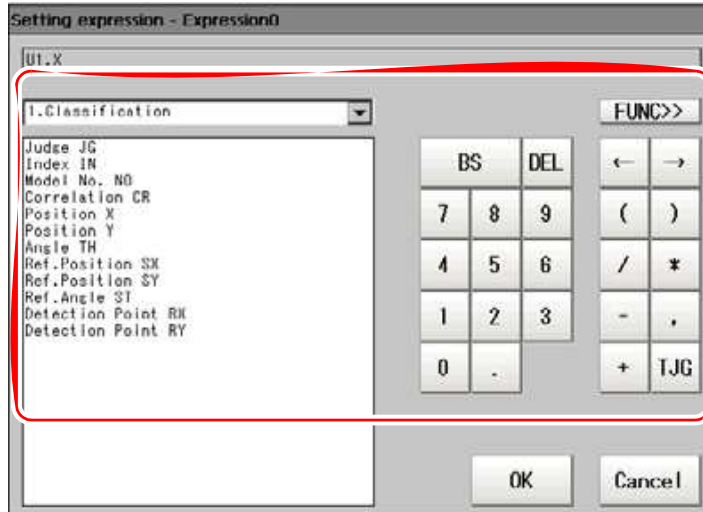 Setting expression - Expression0
U1.X
1.Classification
FUNC>>
Judge JG
Index IN
Model No. NO
Correlation CR
Position X
Position Y
Angle TH
Ref.Position SX
Ref.Position SY
Ref.Angle ST
Detection Point RX
Detection Point RY
BS DEL ← →
7 8 9 ( )
4 5 6 / *
1 2 3 - ,
0 . + TJG
OK Cancel